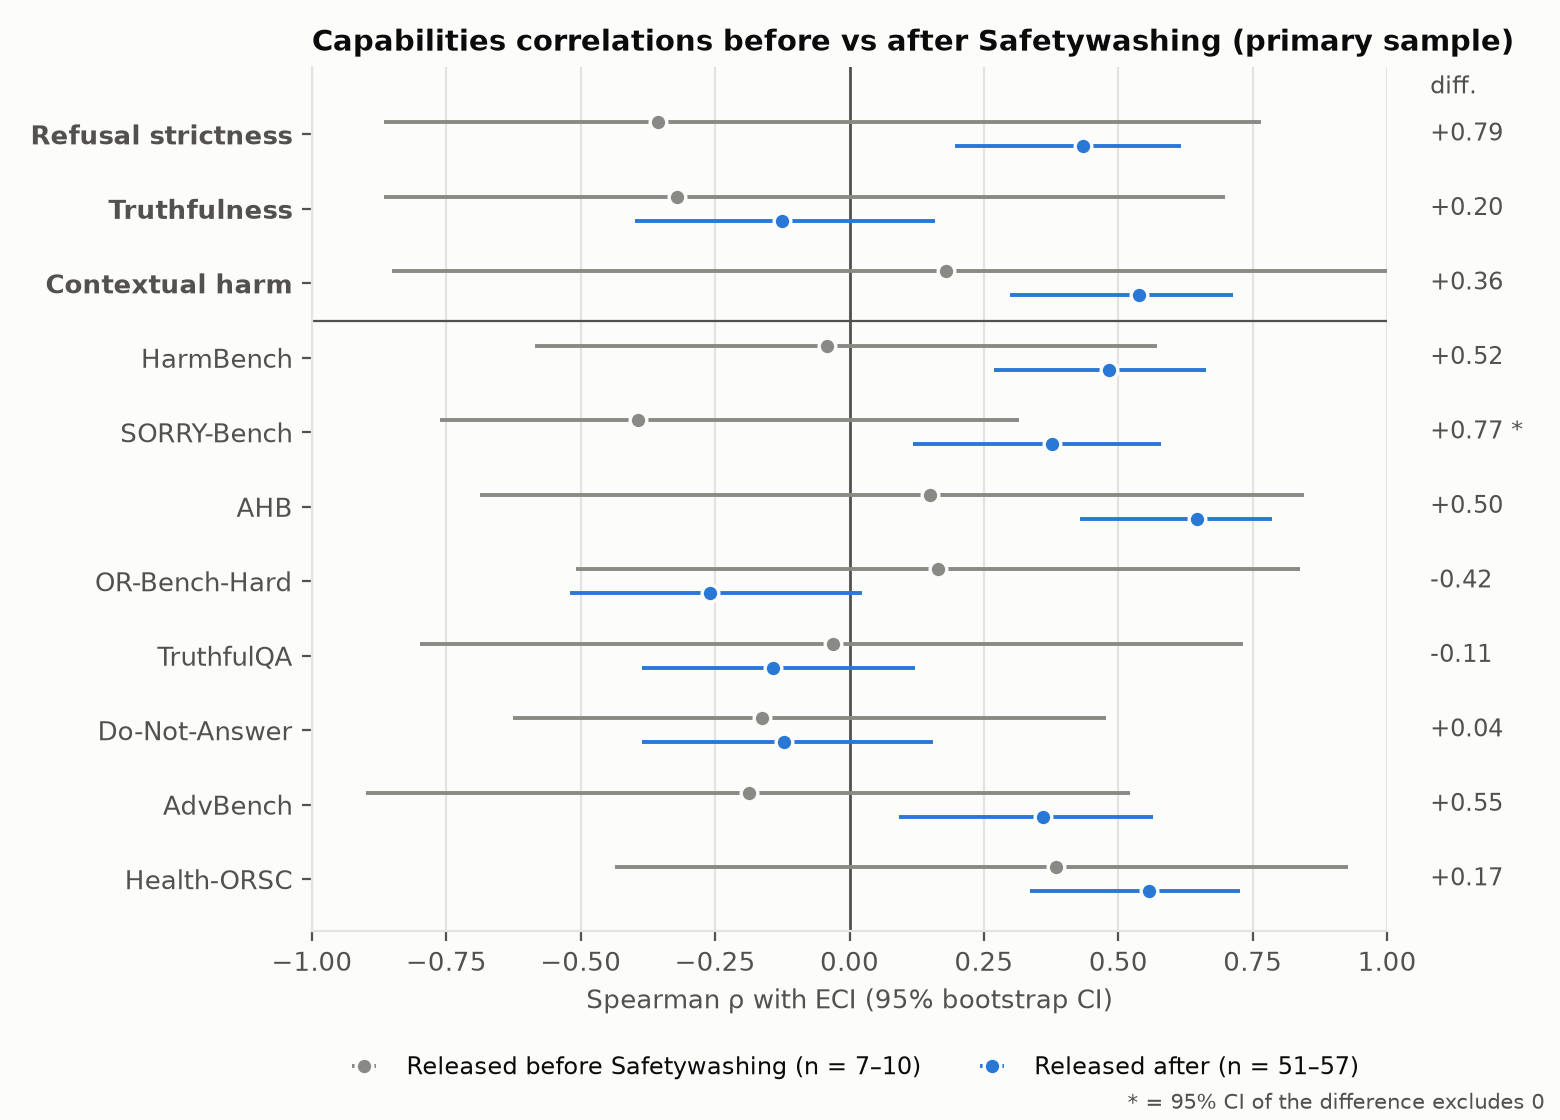 Capabilities correlations before vs after Safetywashing (primary sample)
diff.
Refusal strictness +0.79
Truthfulness +0.20
Contextual harm +0.36
HarmBench +0.52
SORRY-Bench +0.77 *
AHB +0.50
OR-Bench-Hard -0.42
TruthfulQA -0.11
Do-Not-Answer +0.04
AdvBench +0.55
Health-ORSC +0.17
−1.00 −0.75 −0.50 −0.25 0.00 0.25 0.50 0.75 1.00
Spearman ρ with ECI (95% bootstrap CI)
Released before Safetywashing (n = 7–10) Released after (n = 51–57)
* = 95% CI of the difference excludes 0